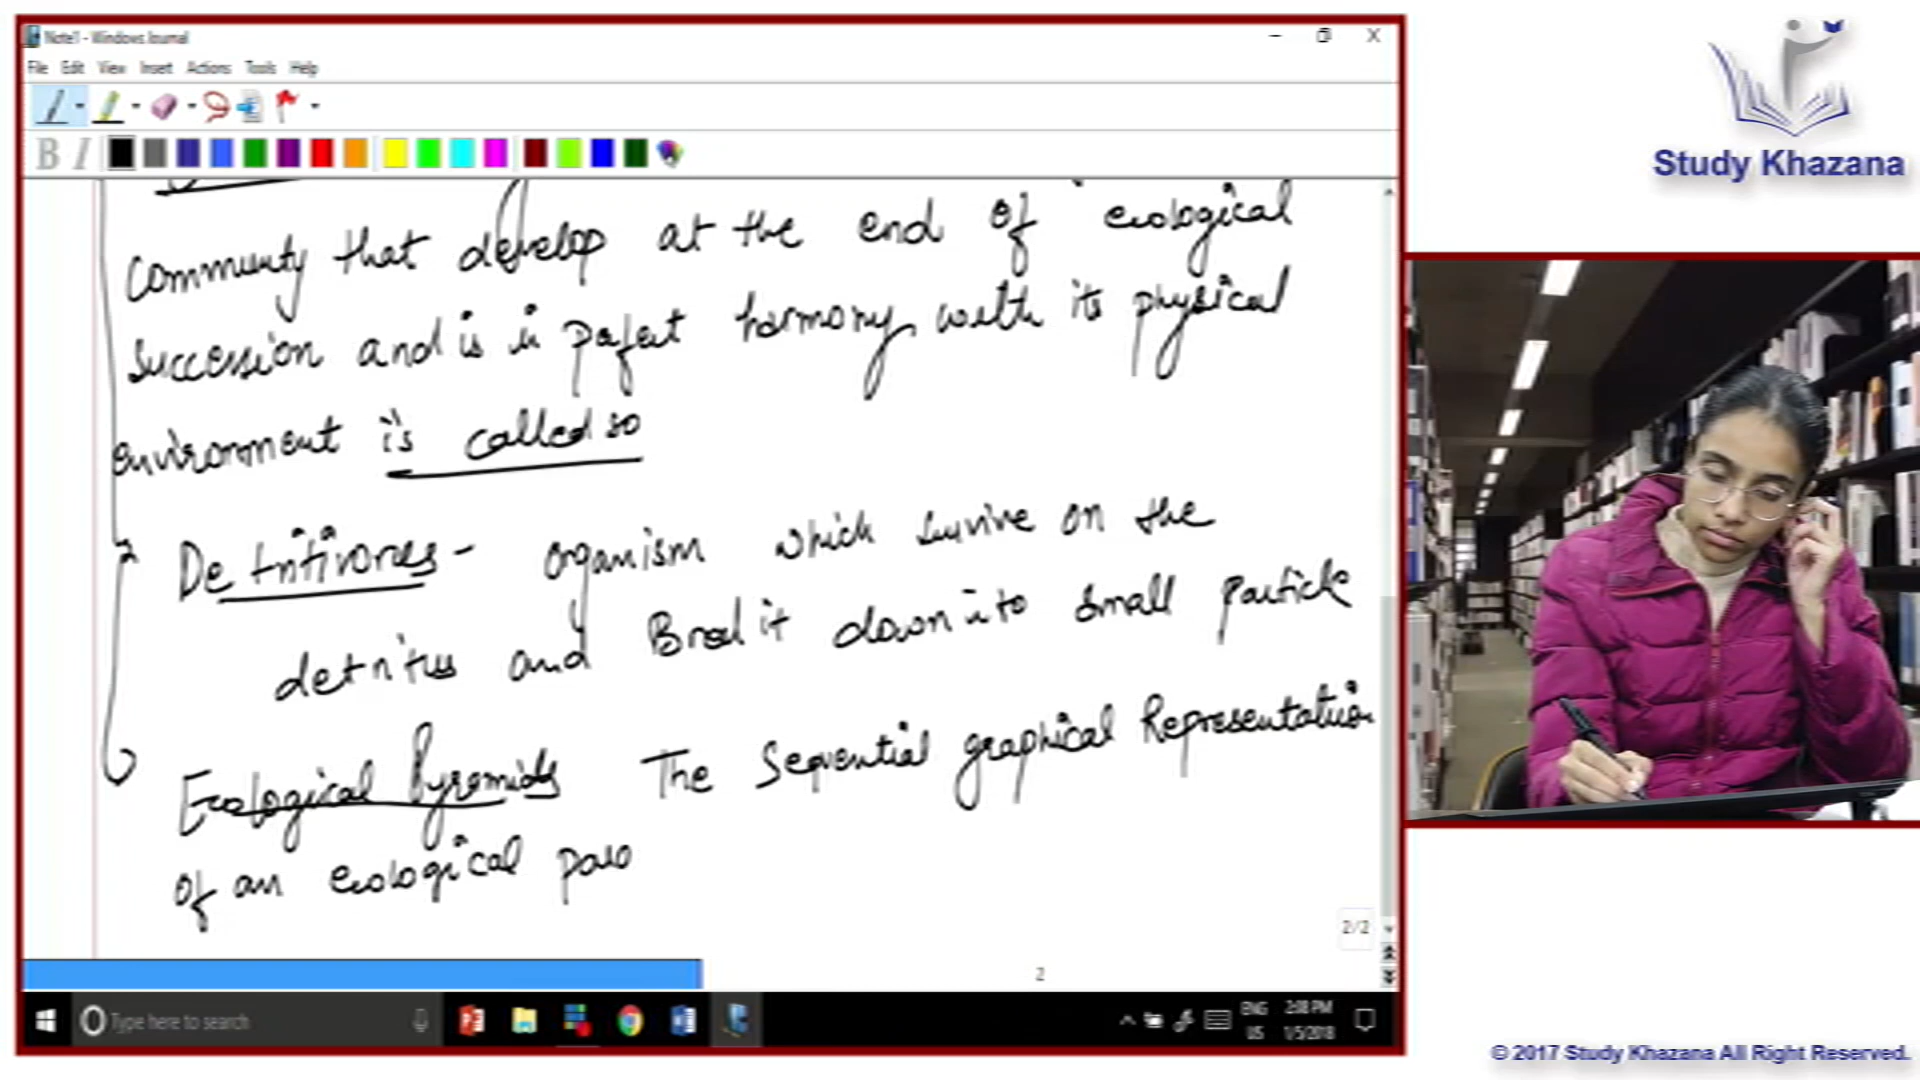 Note1 - Windows Journal
File Edit View Insert Actions Tools Help
B I
Community that develop at the end of ecological
Succession and is in perfect harmony with its physical
environment is called so
2 Detritivores - organism which survive on the
detritus and it down into small Particle
Ecological Pyramids The Sequential graphical Representation
of an ecological
2/2
2
Type here to search
ENG
US
2:08 PM
1/5/2018
Study Khazana
© 2017 Study Khazana All Right Reserved.